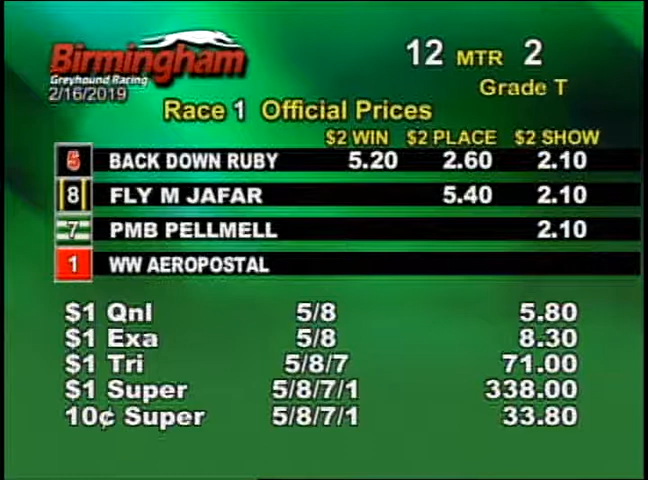 Birmingham
Greyhound Racing
2/16/2019
12 MTR 2
Grade T
Race 1 Official Prices
$2 WIN $2 PLACE $2 SHOW
5 BACK DOWN RUBY 5.20 2.60 2.10
8 FLY M JAFAR 5.40 2.10
7 PMB PELLMELL 2.10
1 WW AEROPOSTAL
$1 Qnl 5/8 5.80
$1 Exa 5/8 8.30
$1 Tri 5/8/7 71.00
$1 Super 5/8/7/1 338.00
10¢ Super 5/8/7/1 33.80